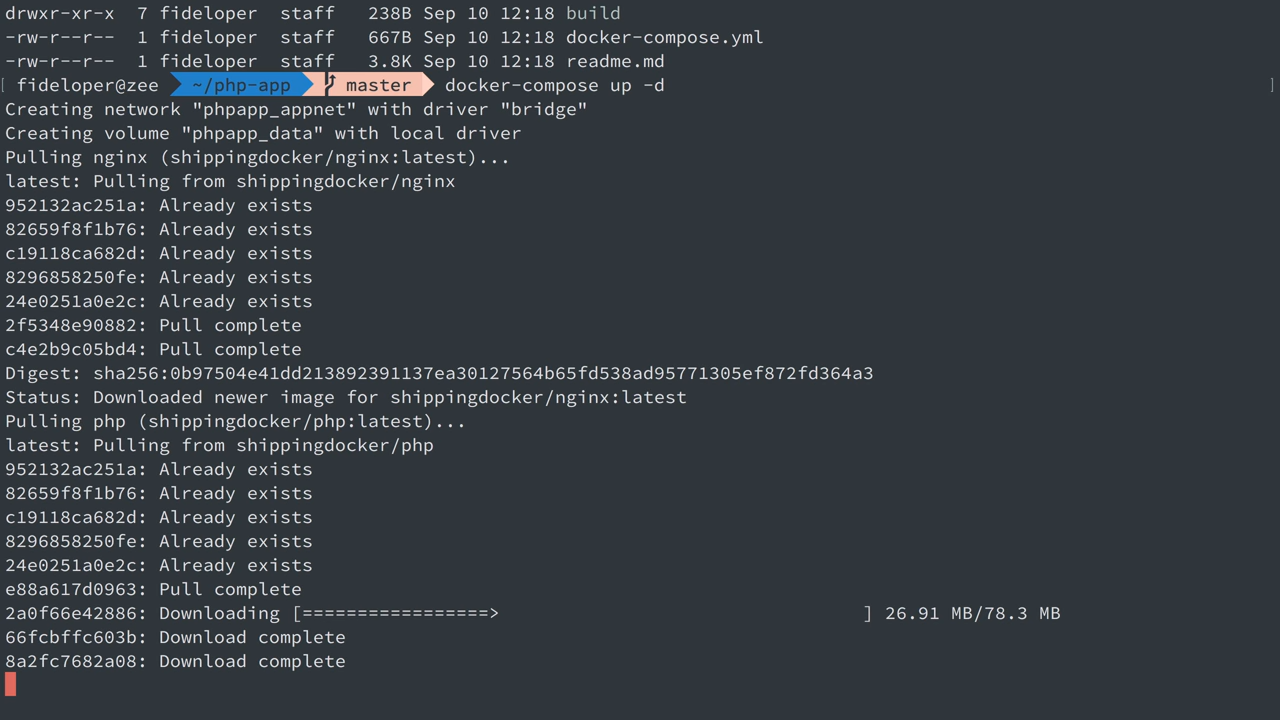 drwxr-xr-x  7 fideloper  staff   238B Sep 10 12:18 build
-rw-r--r--  1 fideloper  staff   667B Sep 10 12:18 docker-compose.yml
-rw-r--r--  1 fideloper  staff   3.8K Sep 10 12:18 readme.md
[ fideloper@zee  ~/php-app  master  docker-compose up -d ]
Creating network "phpapp_appnet" with driver "bridge"
Creating volume "phpapp_data" with local driver
Pulling nginx (shippingdocker/nginx:latest)...
latest: Pulling from shippingdocker/nginx
952132ac251a: Already exists
82659f8f1b76: Already exists
c19118ca682d: Already exists
8296858250fe: Already exists
24e0251a0e2c: Already exists
2f5348e90882: Pull complete
c4e2b9c05bd4: Pull complete
Digest: sha256:0b97504e41dd213892391137ea30127564b65fd538ad95771305ef872fd364a3
Status: Downloaded newer image for shippingdocker/nginx:latest
Pulling php (shippingdocker/php:latest)...
latest: Pulling from shippingdocker/php
952132ac251a: Already exists
82659f8f1b76: Already exists
c19118ca682d: Already exists
8296858250fe: Already exists
24e0251a0e2c: Already exists
e88a617d0963: Pull complete
2a0f66e42886: Downloading [=================>                                 ] 26.91 MB/78.3 MB
66fcbffc603b: Download complete
8a2fc7682a08: Download complete